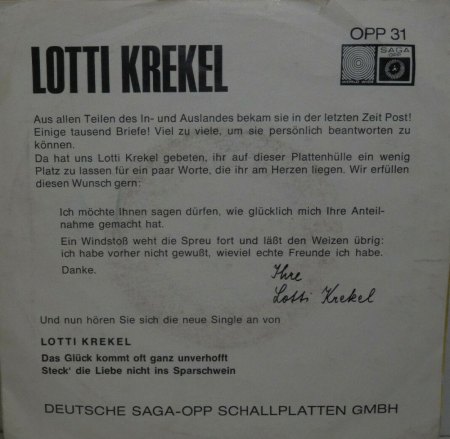 OPP 31
LOTTI KREKEL
SAGA
OPP
Aus allen Teilen des In- und Auslandes bekam sie in der letzten Zeit Post!
Einige tausend Briefe! Viel zu viele, um sie persönlich beantworten zu
können.
Da hat uns Lotti Krekel gebeten, ihr auf dieser Plattenhülle ein wenig
Platz zu lassen für ein paar Worte, die ihr am Herzen liegen. Wir erfüllen
diesen Wunsch gern:
Ich möchte Ihnen sagen dürfen, wie glücklich mich Ihre Anteil-
nahme gemacht hat.
Ein Windstoß weht die Spreu fort und läßt den Weizen übrig:
ich habe vorher nicht gewußt, wieviel echte Freunde ich habe.
Danke.
Ihre
Lotti Krekel
Und nun hören Sie sich die neue Single an von
LOTTI KREKEL
Das Glück kommt oft ganz unverhofft
Steck' die Liebe nicht ins Sparschwein
DEUTSCHE SAGA-OPP SCHALLPLATTEN GMBH